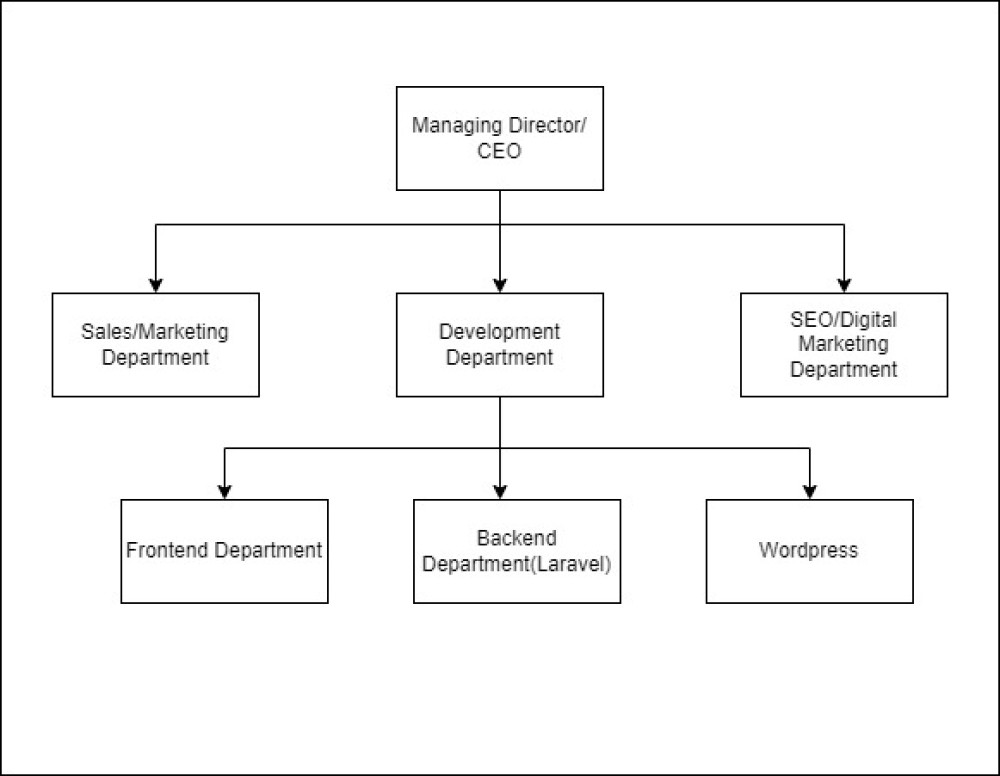 Managing Director/
CEO
Sales/Marketing
Department
Development
Department
SEO/Digital
Marketing
Department
Frontend Department
Backend
Department(Laravel)
Wordpress